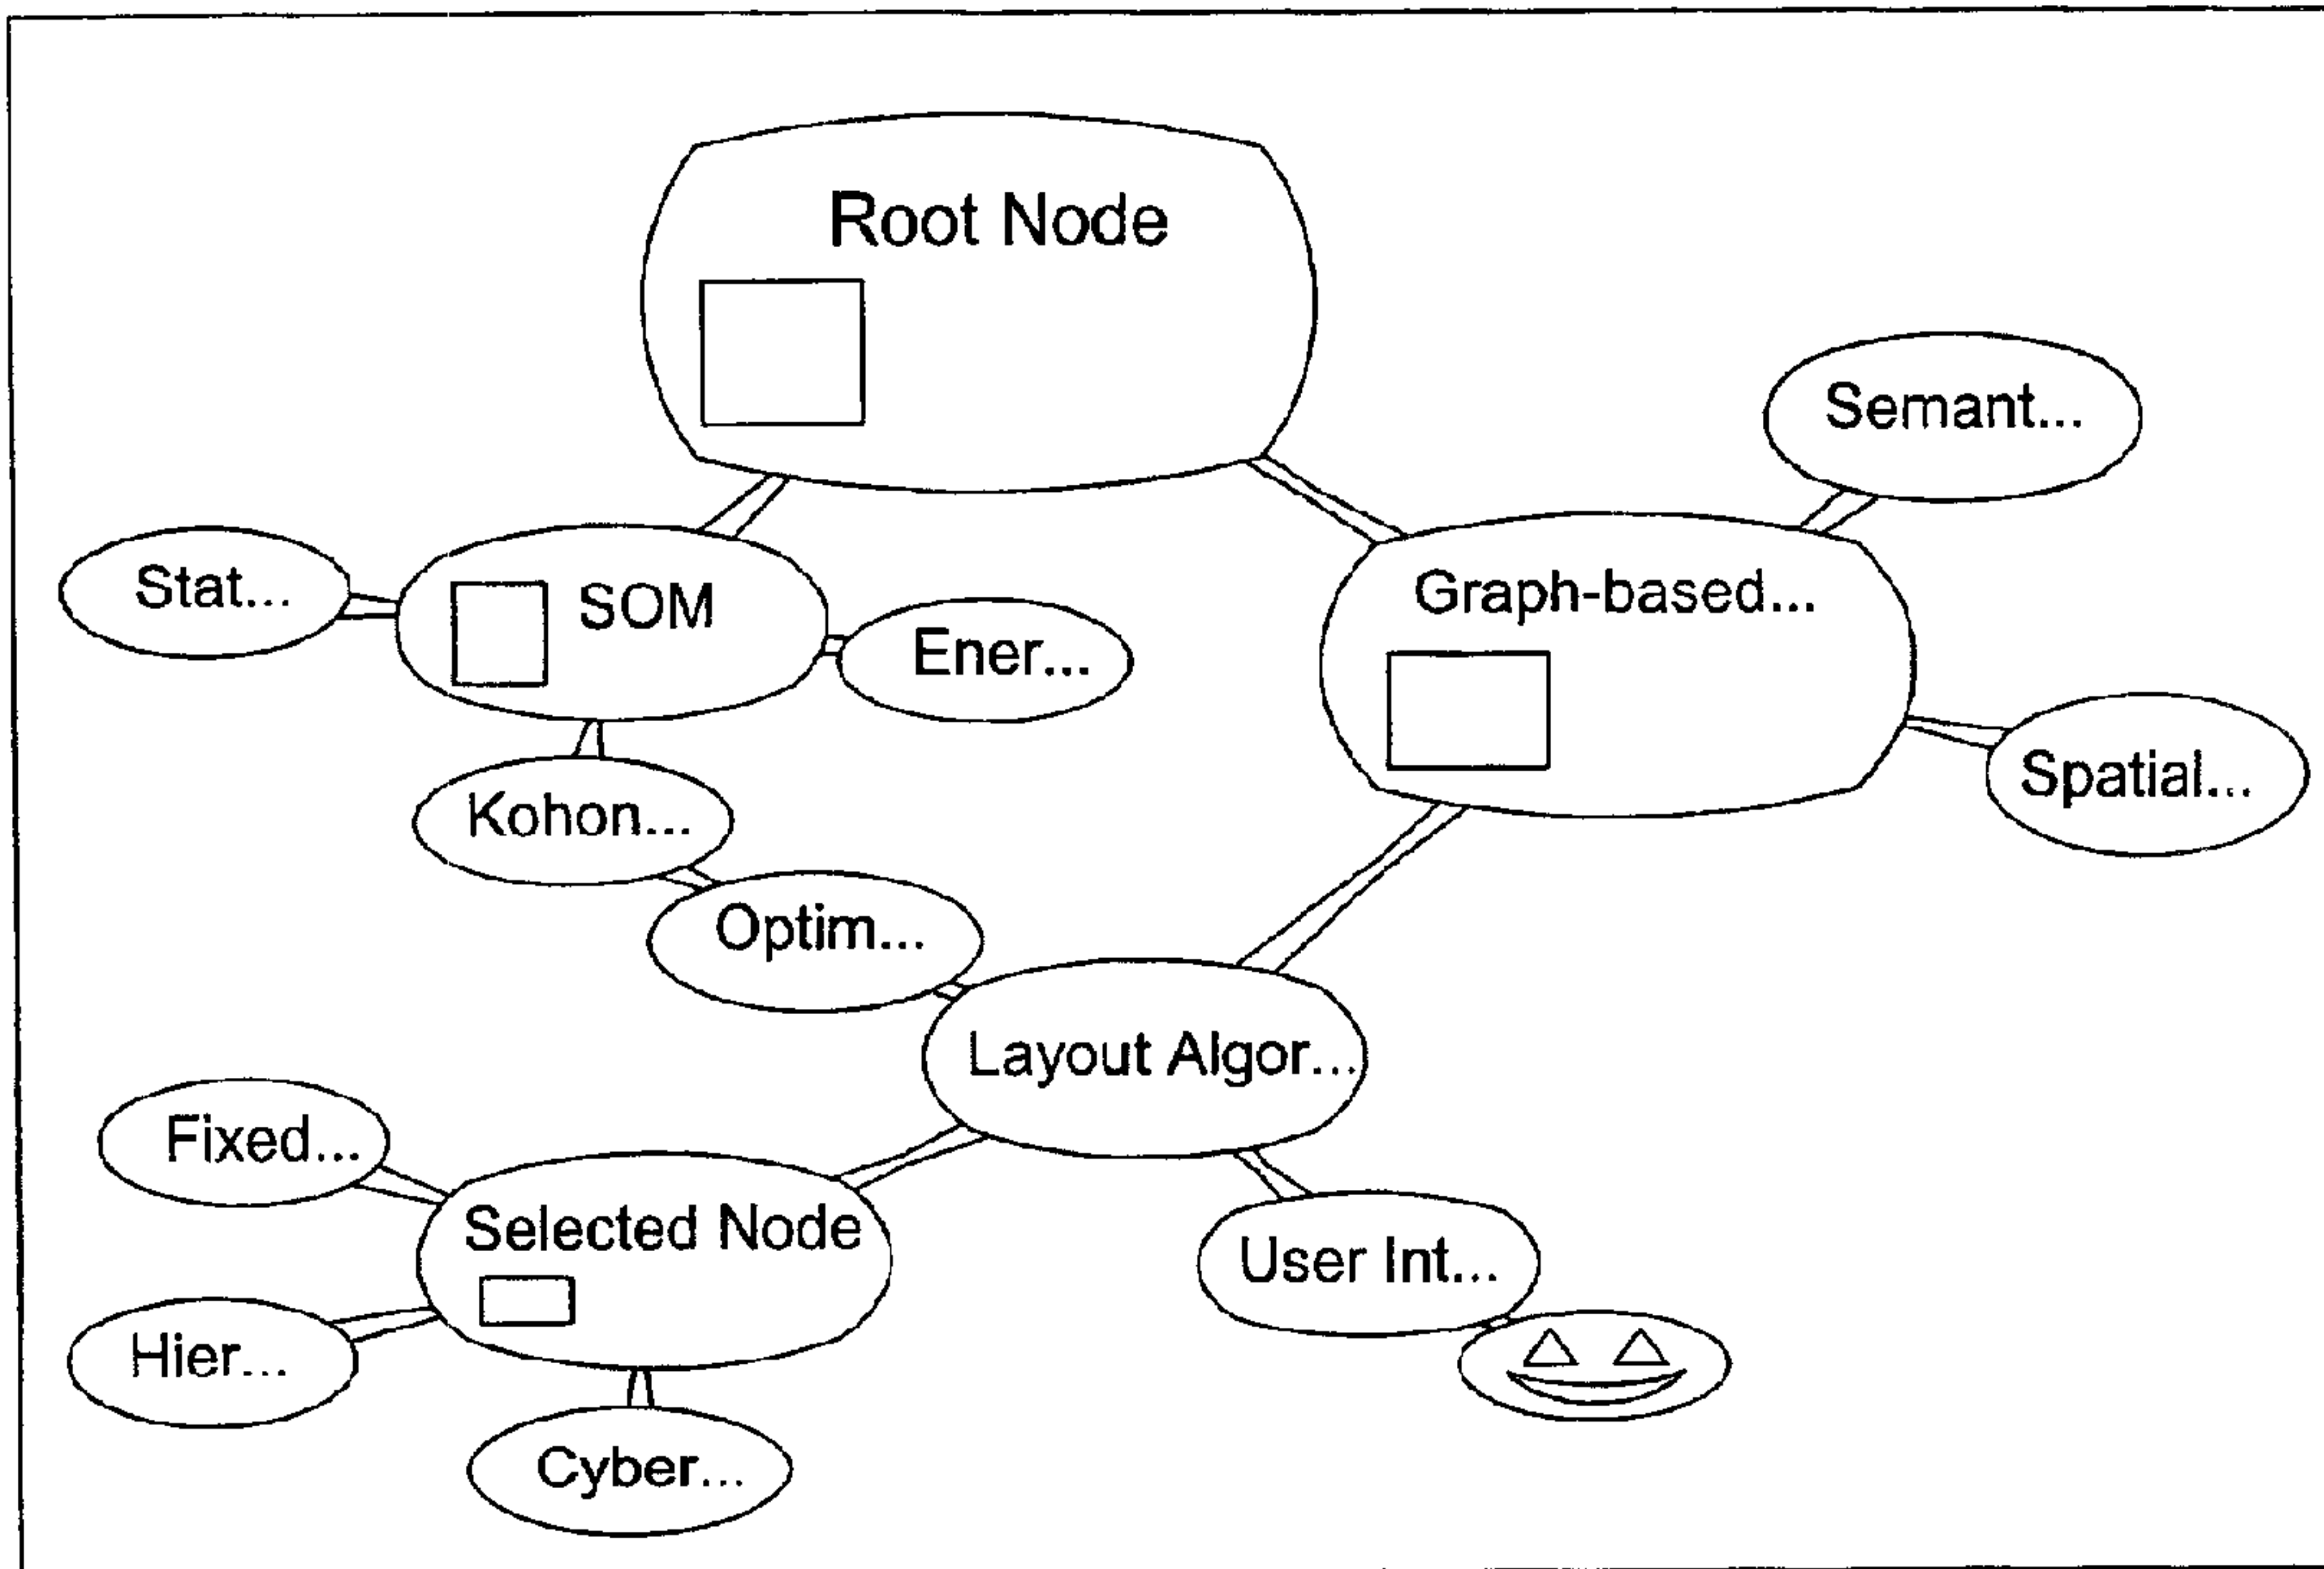 Root Node
Semant...
Stat...
SOM
Graph-based...
Ener...
Spatial...
Kohon...
Optim...
Layout Algor...
Fixed...
Selected Node
User Int...
Hier...
Cyber...